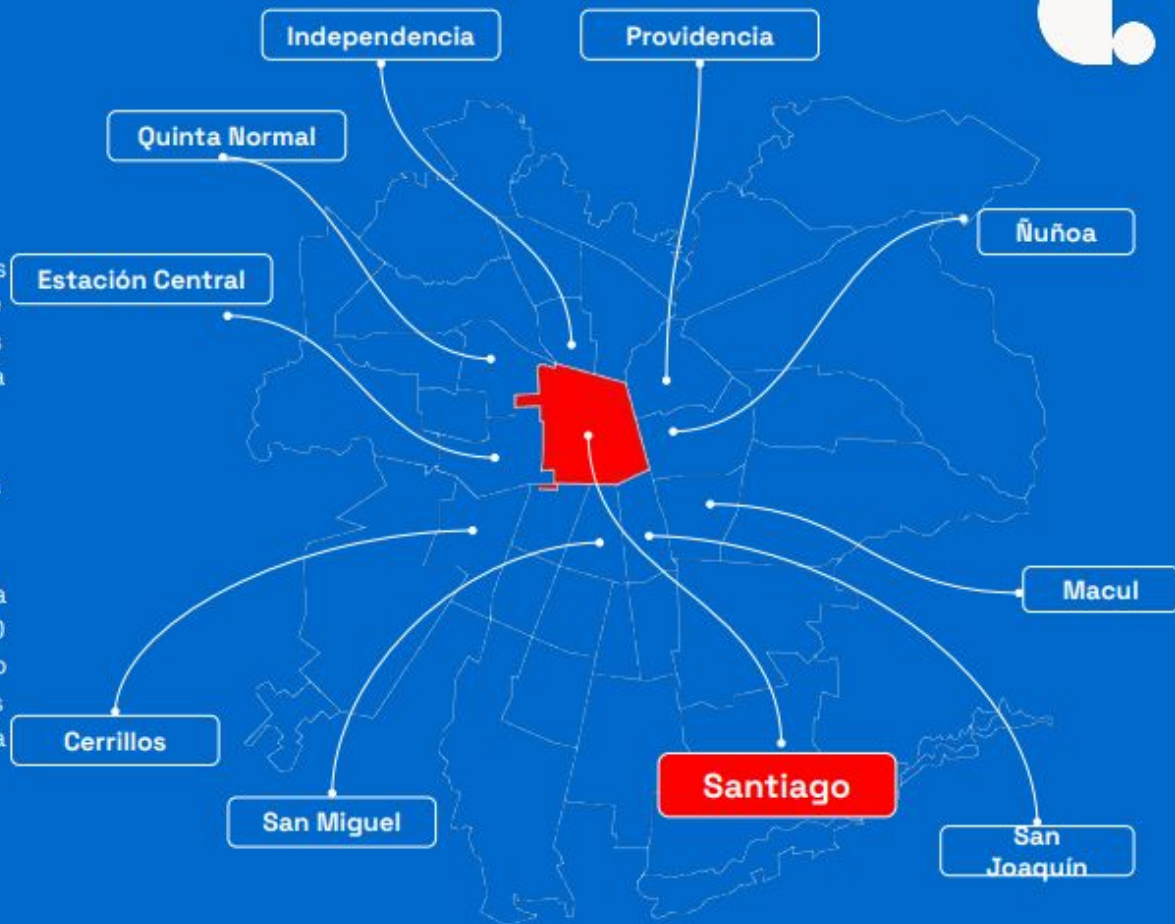 Independencia
Providencia
Quinta Normal
Ñuñoa
Estación Central
Macul
Cerrillos
Santiago
San Miguel
San
Joaquín